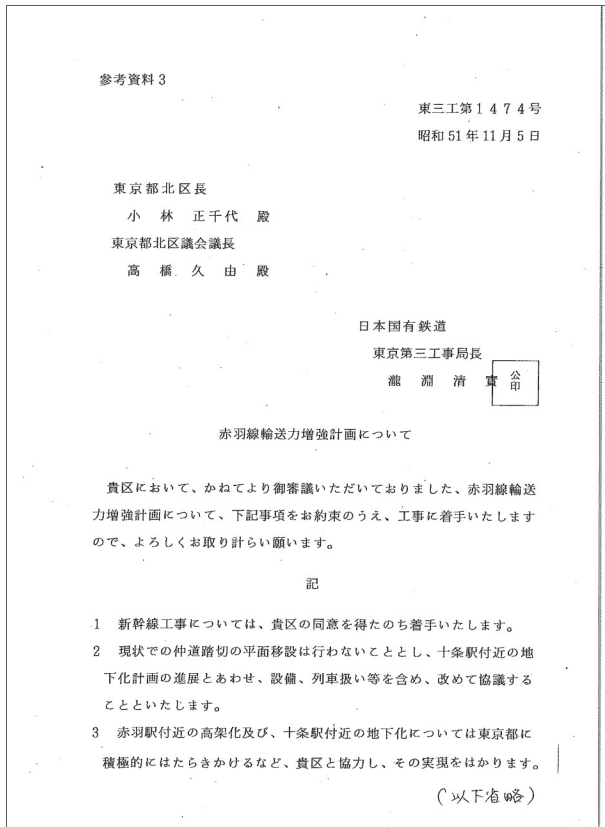 参考資料3
東三工第1474号
昭和51年11月5日
東京都北区長
小林 正千代 殿
東京都北区議会議長
高橋 久由 殿
日本国有鉄道
東京第三工事局長
瀧淵清實
公印
赤羽線輸送力増強計画について
貴区において、かねてより御審議いただいておりました、赤羽線輸送
力増強計画について、下記事項をお約束のうえ、工事に着手いたします
ので、よろしくお取り計らい願います。
記
1 新幹線工事については、貴区の同意を得たのち着手いたします。
2 現状での仲道踏切の平面移設は行わないこととし、十条駅付近の地
下化計画の進展とあわせ、設備、列車扱い等を含め、改めて協議する
ことといたします。
3 赤羽駅付近の高架化及び、十条駅付近の地下化については東京都に
積極的にはたらきかけるなど、貴区と協力し、その実現をはかります。
(以下省略)